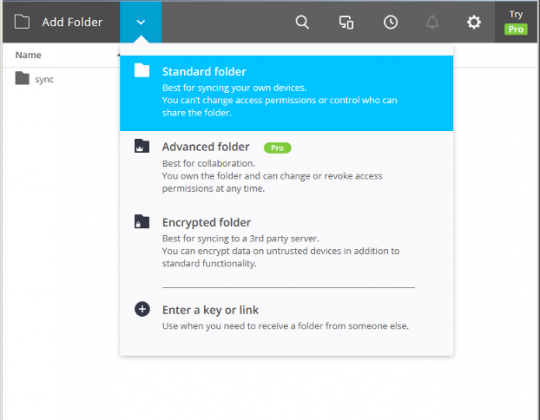 Add Folder
Try
Pro
Name
sync
Standard folder
Best for syncing your own devices.
You can't change access permissions or control who can
share the folder.
Advanced folder Pro
Best for collaboration.
You own the folder and can change or revoke access
permissions at any time.
Encrypted folder
Best for syncing to a 3rd party server.
You can encrypt data on untrusted devices in addition to
standard functionality.
Enter a key or link
Use when you need to receive a folder from someone else.